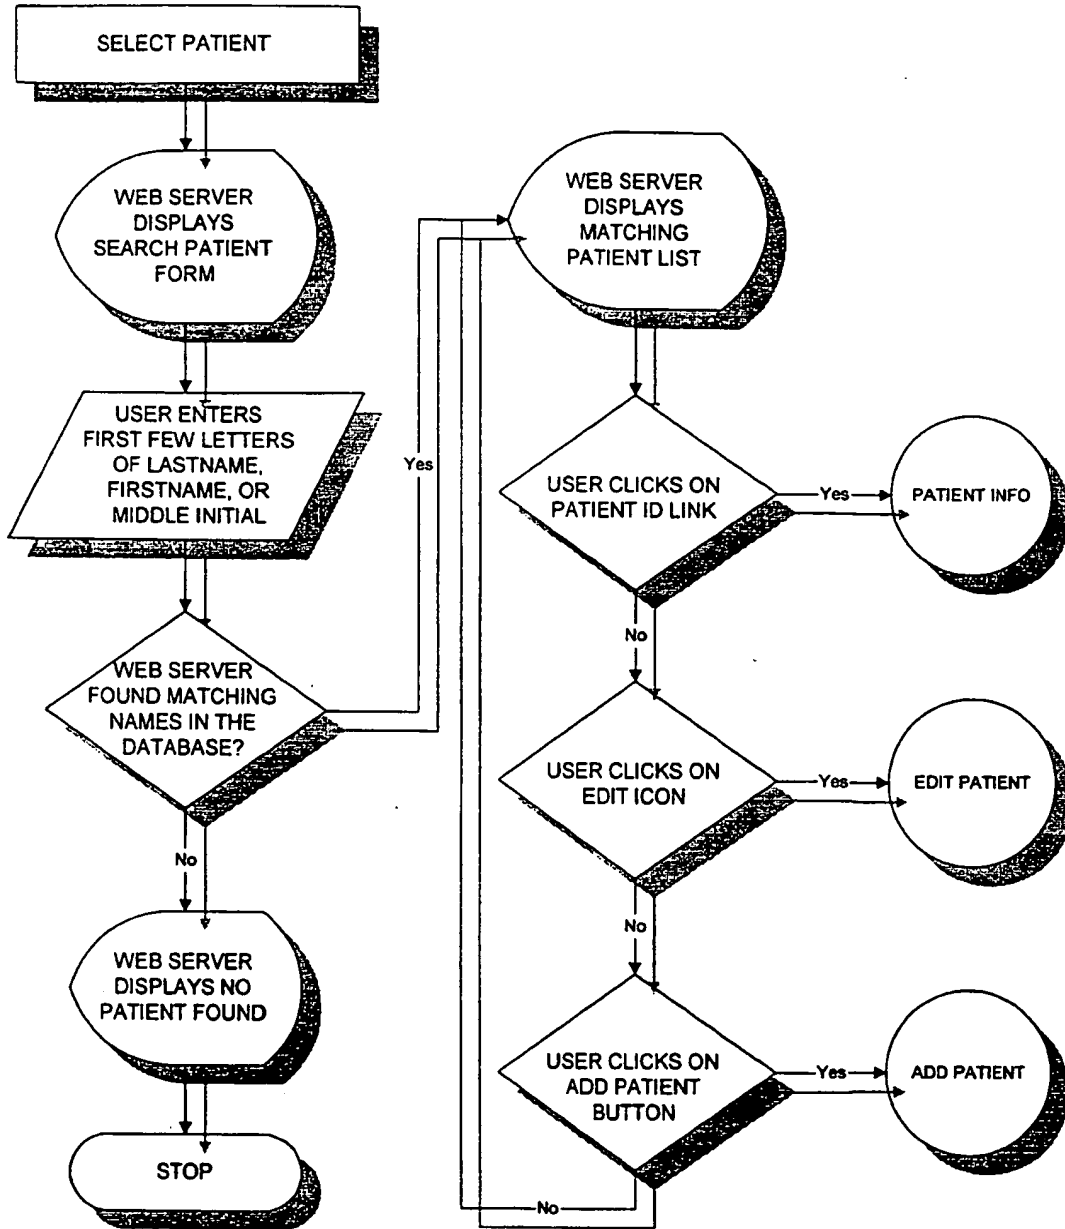 SELECT PATIENT
WEB SERVER
DISPLAYS
SEARCH PATIENT
FORM
USER ENTERS
FIRST FEW LETTERS
OF LASTNAME,
FIRSTNAME, OR
MIDDLE INITIAL
WEB SERVER
FOUND MATCHING
NAMES IN THE
DATABASE?
Yes
No
WEB SERVER
DISPLAYS NO
PATIENT FOUND
STOP
WEB SERVER
DISPLAYS
MATCHING
PATIENT LIST
USER CLICKS ON
PATIENT ID LINK
Yes
PATIENT INFO
No
USER CLICKS ON
EDIT ICON
Yes
EDIT PATIENT
No
USER CLICKS ON
ADD PATIENT
BUTTON
Yes
ADD PATIENT
No